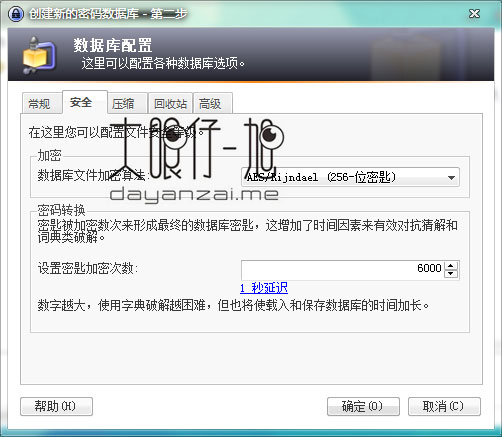 创建新的密码数据库 - 第二步
数据库配置
这里可以配置各种数据库选项。
常规 安全 压缩 回收站 高级
在这里您可以配置文件安全等级。
加密
数据库文件加密算法: AES/Rijndael (256-位密匙)
密码转换
密匙被加密数次来形成最终的数据库密匙，这增加了时间因素来有效对抗猜解和
词典类破解。
设置密匙加密次数: 6000
1 秒延迟
数字越大，使用字典破解越困难，但也将使载入和保存数据库的时间加长。
帮助(H) 确定(O) 取消(C)
大眼仔~旭
dayanzai.me